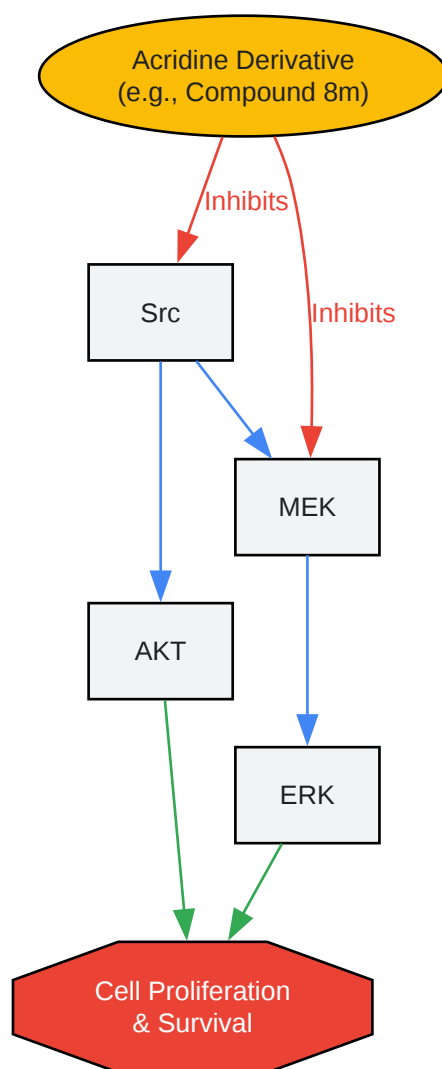 Acridine Derivative
(e.g., Compound 8m)
Inhibits
Src
Inhibits
MEK
AKT
ERK
Cell Proliferation
& Survival